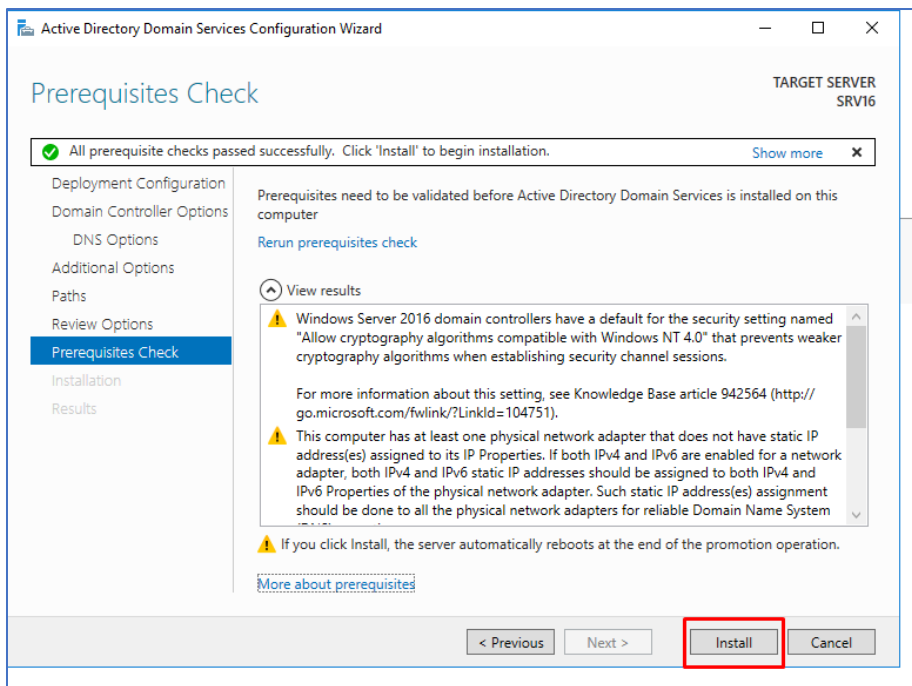 Active Directory Domain Services Configuration Wizard
Prerequisites Check
TARGET SERVER
SRV16
All prerequisite checks passed successfully. Click 'Install' to begin installation.
Show more
Deployment Configuration
Domain Controller Options
DNS Options
Additional Options
Paths
Review Options
Prerequisites Check
Installation
Results
Prerequisites need to be validated before Active Directory Domain Services is installed on this
computer
Rerun prerequisites check
View results
Windows Server 2016 domain controllers have a default for the security setting named
"Allow cryptography algorithms compatible with Windows NT 4.0" that prevents weaker
cryptography algorithms when establishing security channel sessions.
For more information about this setting, see Knowledge Base article 942564 (http://
go.microsoft.com/fwlink/?LinkId=104751).
This computer has at least one physical network adapter that does not have static IP
address(es) assigned to its IP Properties. If both IPv4 and IPv6 are enabled for a network
adapter, both IPv4 and IPv6 static IP addresses should be assigned to both IPv4 and
IPv6 Properties of the physical network adapter. Such static IP address(es) assignment
should be done to all the physical network adapters for reliable Domain Name System
If you click Install, the server automatically reboots at the end of the promotion operation.
More about prerequisites
< Previous
Next >
Install
Cancel